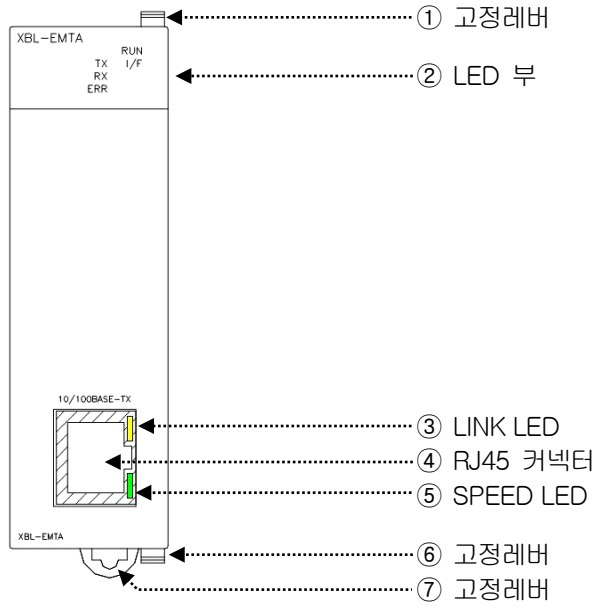 ① 고정레버
XBL-EMTA
RUN
TX I/F
RX
ERR
② LED 부
10/100BASE-TX
③ LINK LED
④ RJ45 커넥터
⑤ SPEED LED
XBL-EMTA
⑥ 고정레버
⑦ 고정레버